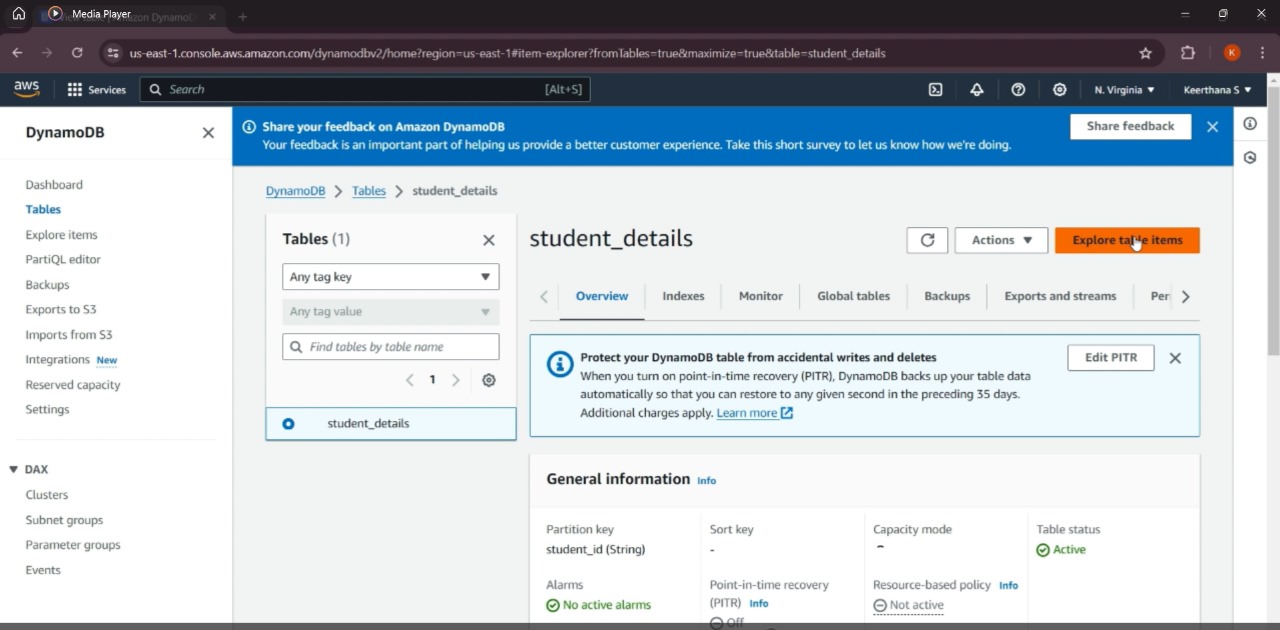 Media Player
us-east-1.console.aws.amazon.com/dynamodbv2/home?region=us-east-1#item-explorer?fromTables=true&maximize=true&table=student_details
K
aws
Services
Search
[Alt+S]
N. Virginia
Keerthana S
DynamoDB
Share your feedback on Amazon DynamoDB
Your feedback is an important part of helping us provide a better customer experience. Take this short survey to let us know how we're doing.
Share feedback
Dashboard
Tables
Explore items
PartiQL editor
Backups
Exports to S3
Imports from S3
Integrations New
Reserved capacity
Settings
DAX
Clusters
Subnet groups
Parameter groups
Events
DynamoDB
Tables
student_details
Tables (1)
Any tag key
Any tag value
Find tables by table name
1
student_details
student_details
Actions
Explore table items
Overview
Indexes
Monitor
Global tables
Backups
Exports and streams
Per
Protect your DynamoDB table from accidental writes and deletes
When you turn on point-in-time recovery (PITR), DynamoDB backs up your table data
automatically so that you can restore to any given second in the preceding 35 days.
Additional charges apply. Learn more
Edit PITR
General information Info
Partition key
student_id (String)
Sort key
-
Capacity mode
Table status
Active
Alarms
No active alarms
Point-in-time recovery
(PITR) Info
Off
Resource-based policy Info
Not active